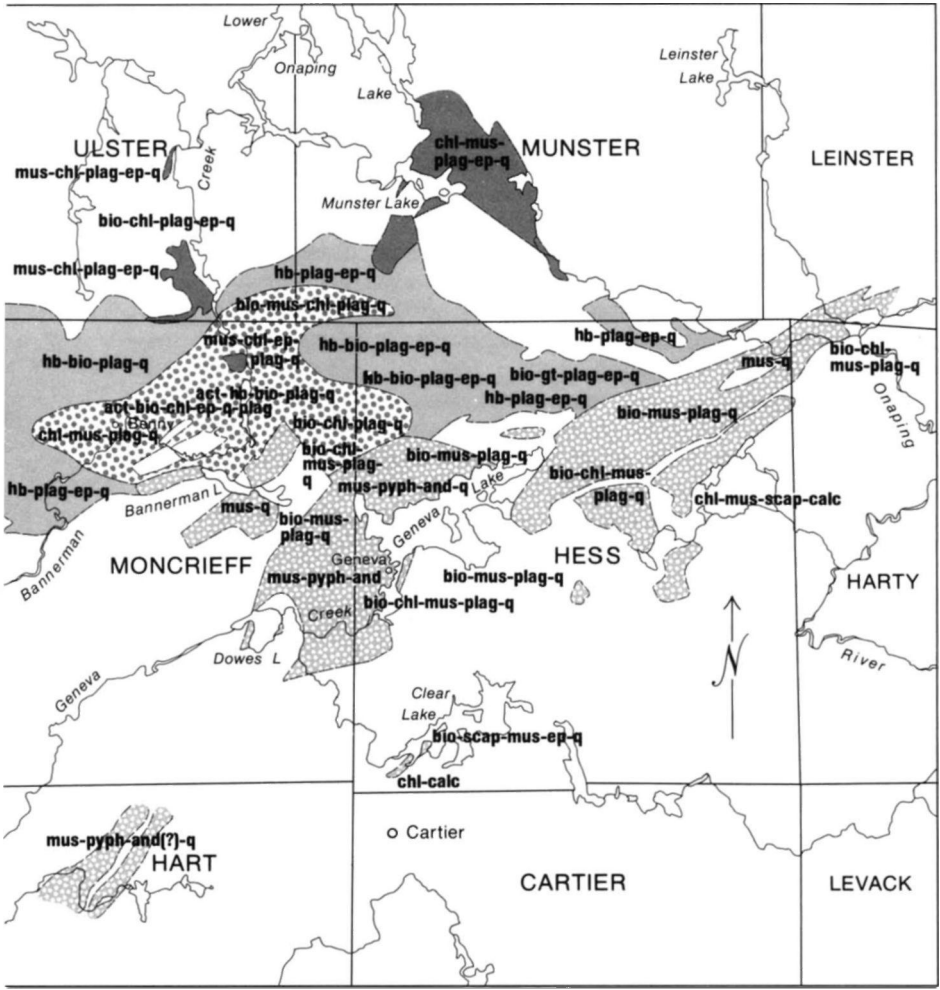 Lower
Onaping
Lake
Leinster
Lake
ULSTER
Creek
chl-mus-
plag-ep-q
MUNSTER
LEINSTER
mus-chl-plag-ep-q
Munster Lake
bio-chl-plag-ep-q
mus-chl-plag-ep-q
hb-plag-ep-q
bio-mus-chl-plag-q
mus-chl-ep-
plag-q
hb-plag-ep-q
hb-bio-plag-q
hb-bio-plag-ep-q
bio-chl-
mus-plag-q
mus-q
hb-bio-plag-ep-q
bio-gt-plag-ep-q
act-hb-bio-plag-q
hb-plag-ep-q
act-bio-chl-ep-q-plag
Benny
bio-mus-plag-q
Onaping
chl-mus-plag-q
bio-chl-plag-q
bio-chl-
mus-plag-
q
bio-mus-plag-q
hb-plag-ep-q
Bannerman L
mus-pyph-and-q
Lake
bio-chl-mus-
plag-q
chl-mus-scap-calc
mus-q
bio-mus-
plag-q
Geneva
Bannerman
MONCRIEFF
Geneva
HESS
mus-pyph-and
bio-mus-plag-q
HARTY
Creek
bio-chl-mus-plag-q
N
River
Dowes L
Geneva
Clear
Lake
bio-scap-mus-ep-q
chl-calc
mus-pyph-and(?)-q
HART
Cartier
CARTIER
LEVACK